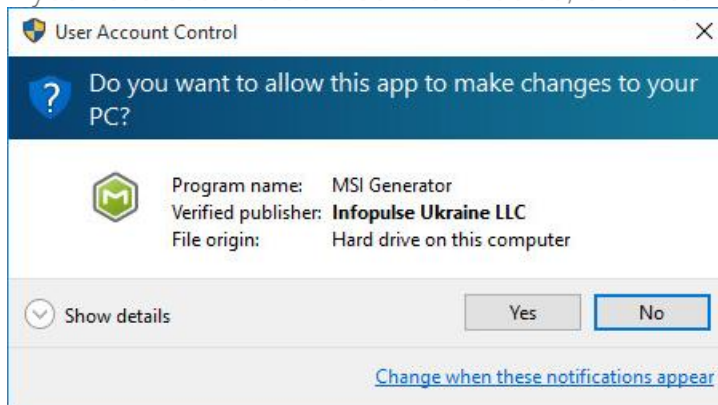 User Account Control
Do you want to allow this app to make changes to your
PC?
Program name: MSI Generator
Verified publisher: Infopulse Ukraine LLC
File origin: Hard drive on this computer
Show details
Yes
No
Change when these notifications appear